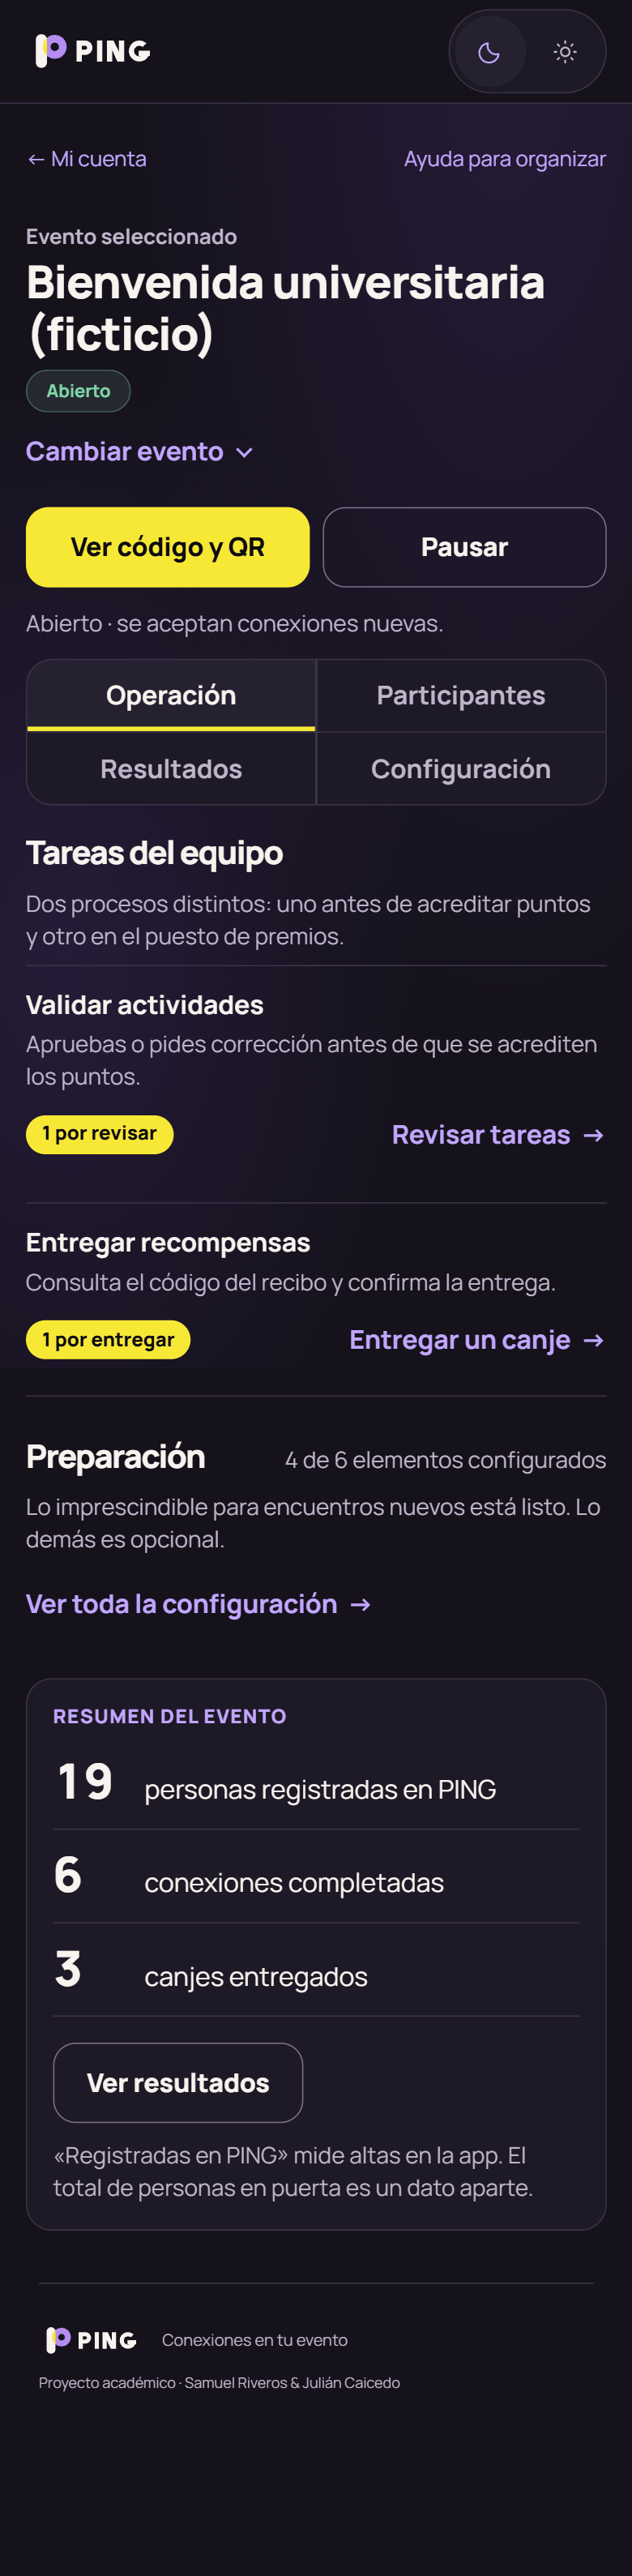 PING
← Mi cuenta
Ayuda para organizar
Evento seleccionado
Bienvenida universitaria
(ficticio)
Abierto
Cambiar evento
Ver código y QR
Pausar
Abierto · se aceptan conexiones nuevas.
Operación
Participantes
Resultados
Configuración
Tareas del equipo
Dos procesos distintos: uno antes de acreditar puntos
y otro en el puesto de premios.
Validar actividades
Apruebas o pides corrección antes de que se acrediten
los puntos.
1 por revisar
Revisar tareas →
Entregar recompensas
Consulta el código del recibo y confirma la entrega.
1 por entregar
Entregar un canje →
Preparación
4 de 6 elementos configurados
Lo imprescindible para encuentros nuevos está listo. Lo
demás es opcional.
Ver toda la configuración →
RESUMEN DEL EVENTO
19 personas registradas en PING
6 conexiones completadas
3 canjes entregados
Ver resultados
«Registradas en PING» mide altas en la app. El
total de personas en puerta es un dato aparte.
PING
Conexiones en tu evento
Proyecto académico · Samuel Riveros & Julián Caicedo